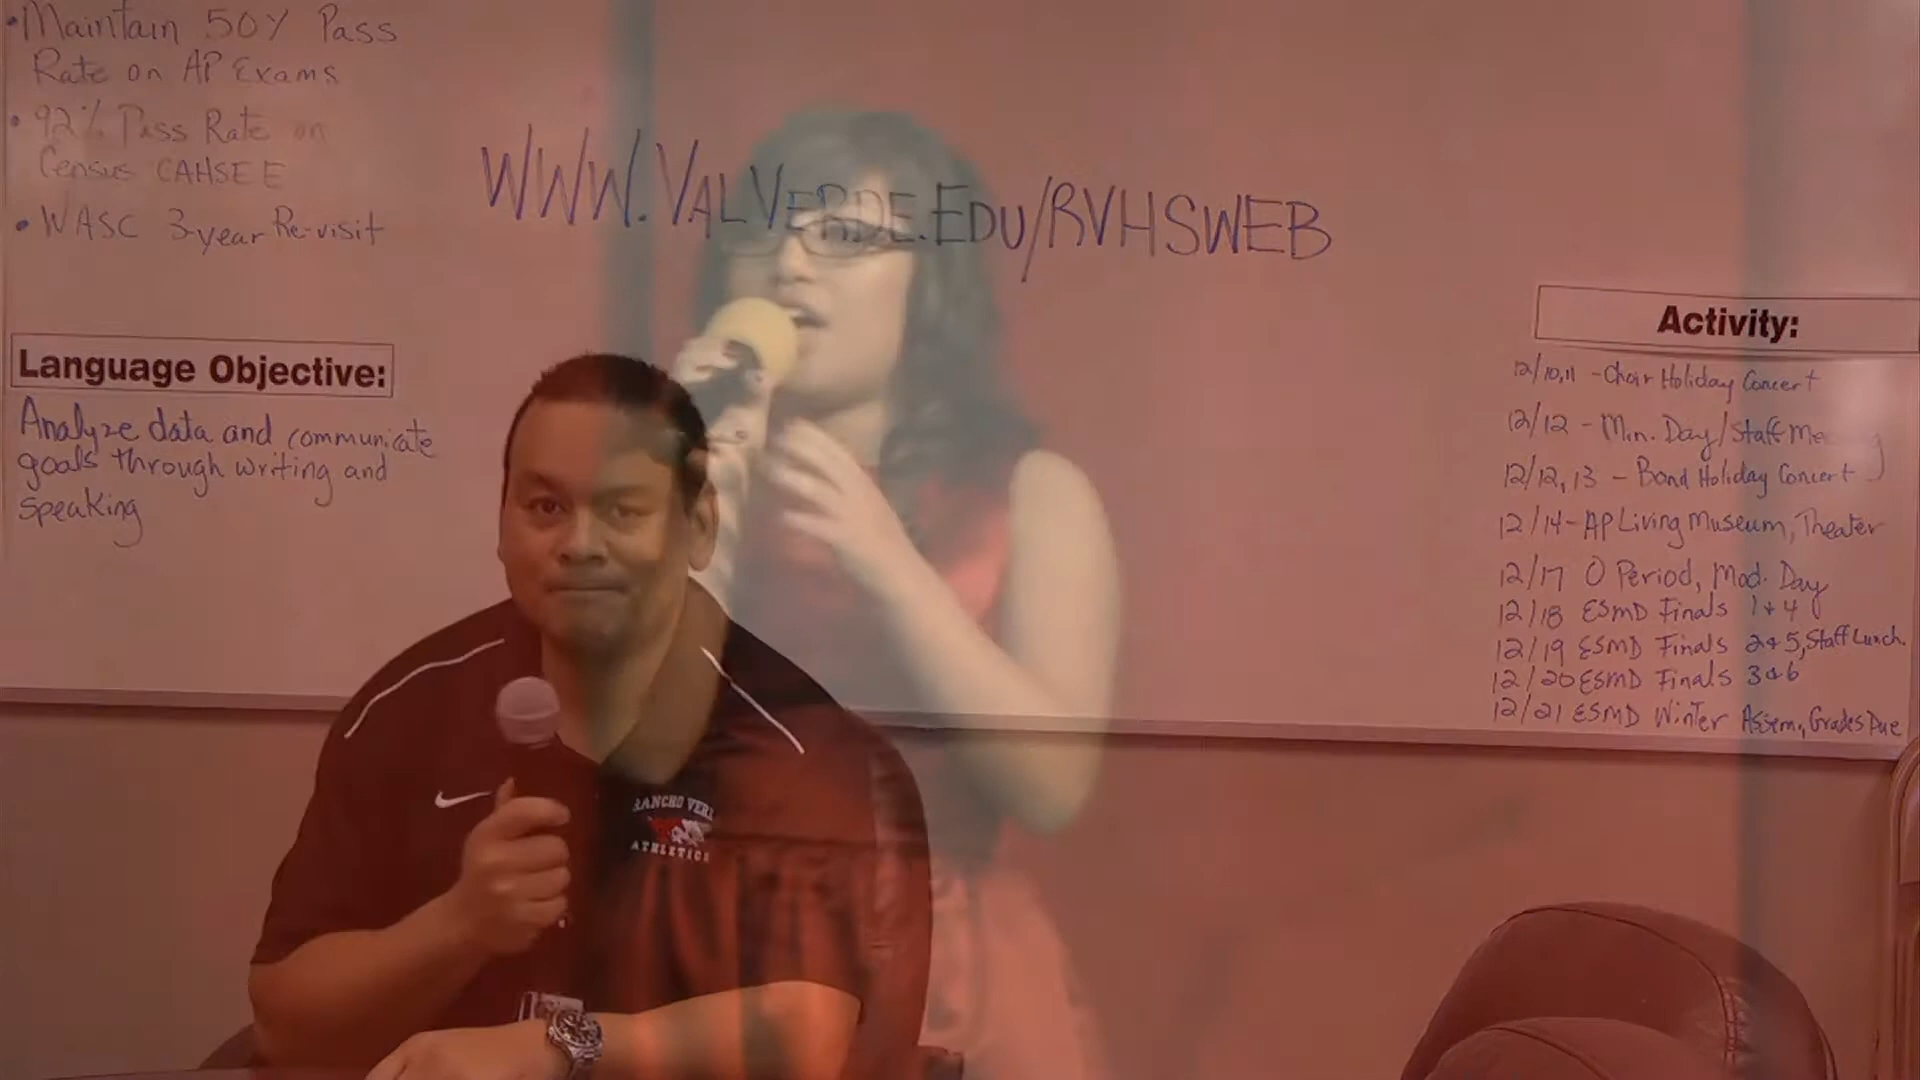 • Maintain 50% Pass
Rate on AP Exams
• 92% Pass Rate on
Census CAHSEE
• WASC 3-year Re-visit
WWW.VALVERDE.EDU/RVHSWEB
Language Objective:
Analyze data and communicate
goals through writing and
speaking
Activity:
12/10,11 - Choir Holiday Concert
12/12 - Min. Day/Staff Meeting
12/12,13 - Band Holiday Concert
12/14 - AP Living Museum, Theater
12/17 0 Period, Mod. Day
12/18 ESMD Finals 1+4
12/19 ESMD Finals 2+5, Staff Lunch.
12/20 ESMD Finals 3+6
12/21 ESMD Winter Assem, Grades Due
RANCHO VER
ATHLETICS